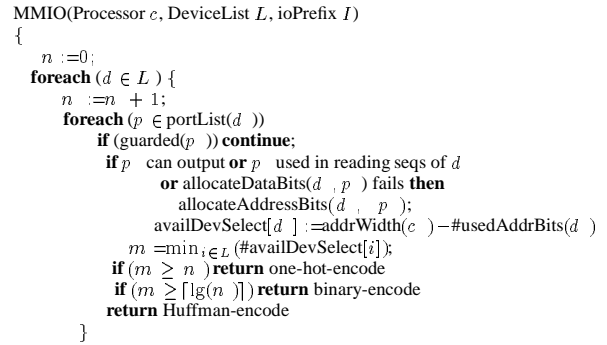 MMIO(Processor c, DeviceList L, ioPrefix I)
{
n :=0;
foreach (d ∈ L ) {
n :=n + 1;
foreach (p ∈ portList(d ))
if (guarded(p )) continue;
if p can output or p used in reading seqs of d
or allocateDataBits(d , p ) fails then
allocateAddressBits(d , p );
availDevSelect[d ] :=addrWidth(c )−#usedAddrBits(d )
m =min i∈L (#availDevSelect[i]);
if (m ≥ n ) return one-hot-encode
if (m ≥ ⌈lg(n )⌉) return binary-encode
return Huffman-encode
}